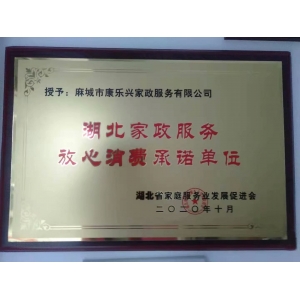 授予：麻城市康乐兴家政服务有限公司
湖北家政服务
放心消费承诺单位
湖北省家庭服务业发展促进会
二〇二〇年十月